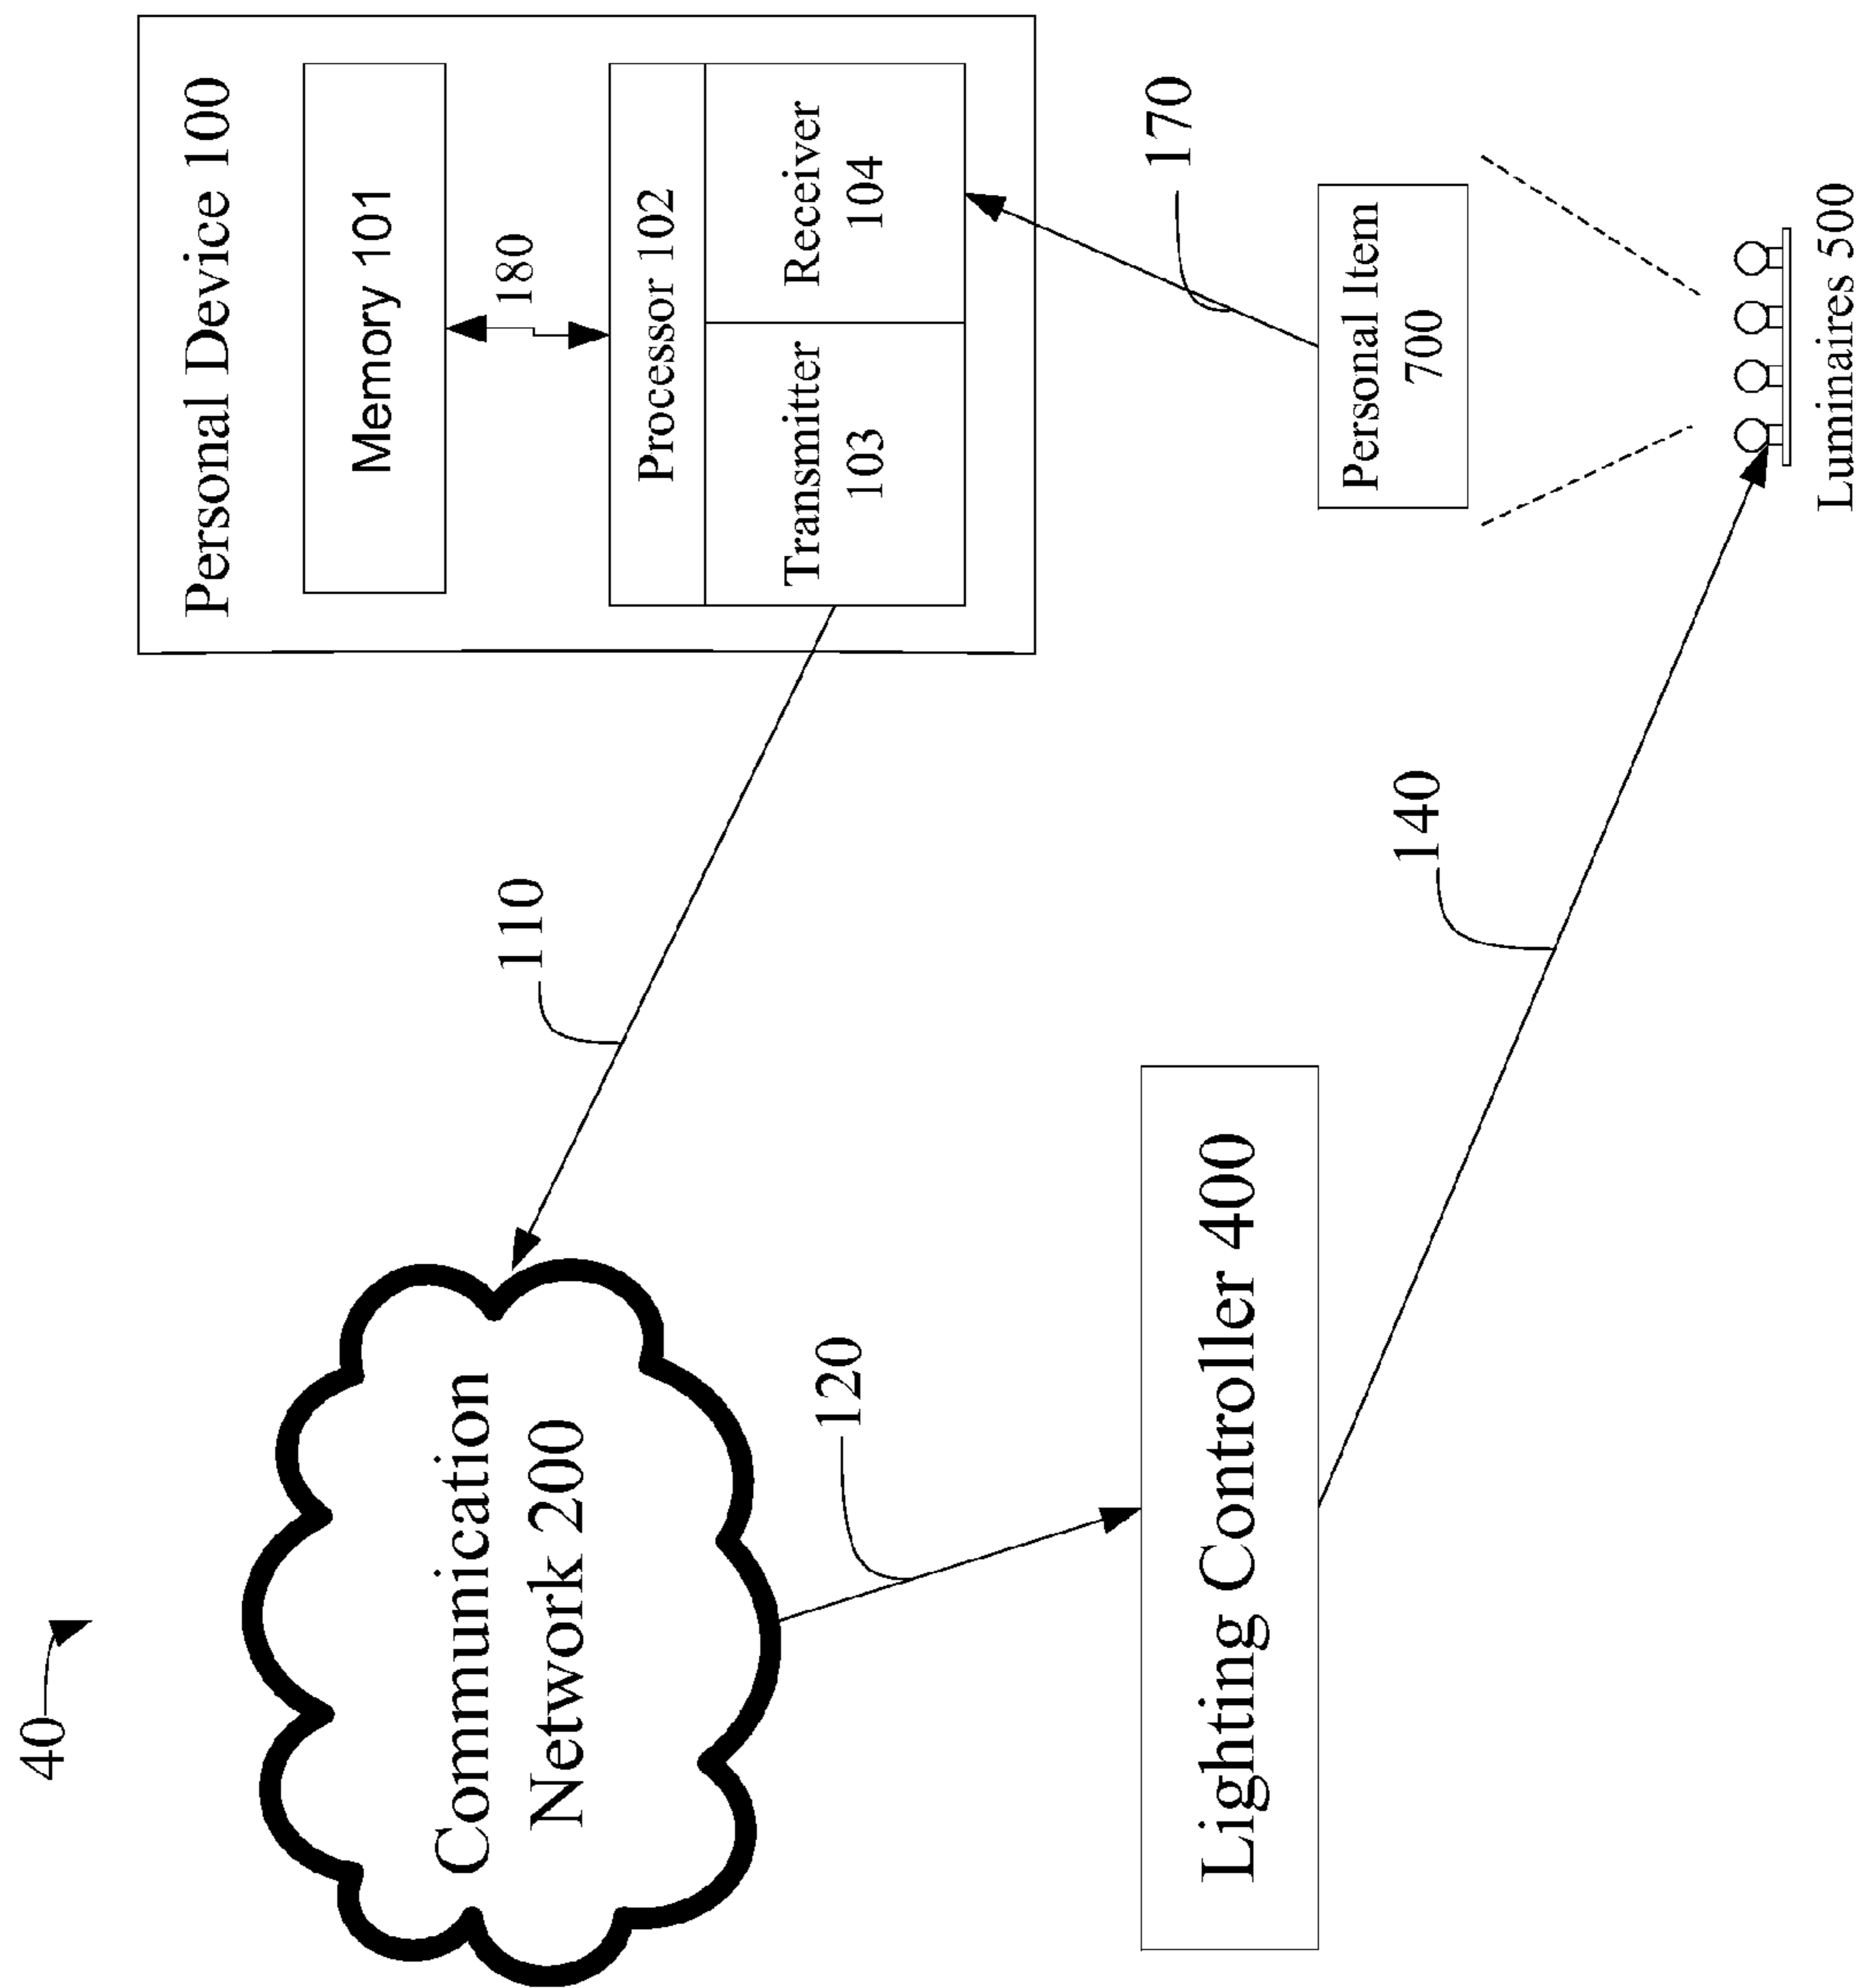 40
Personal Device 100
Memory 101
180
Processor 102
Transmitter
103
Receiver
104
110
Communication
Network 200
120
170
Personal Item
700
Lighting Controller 400
140
Luminaires 500